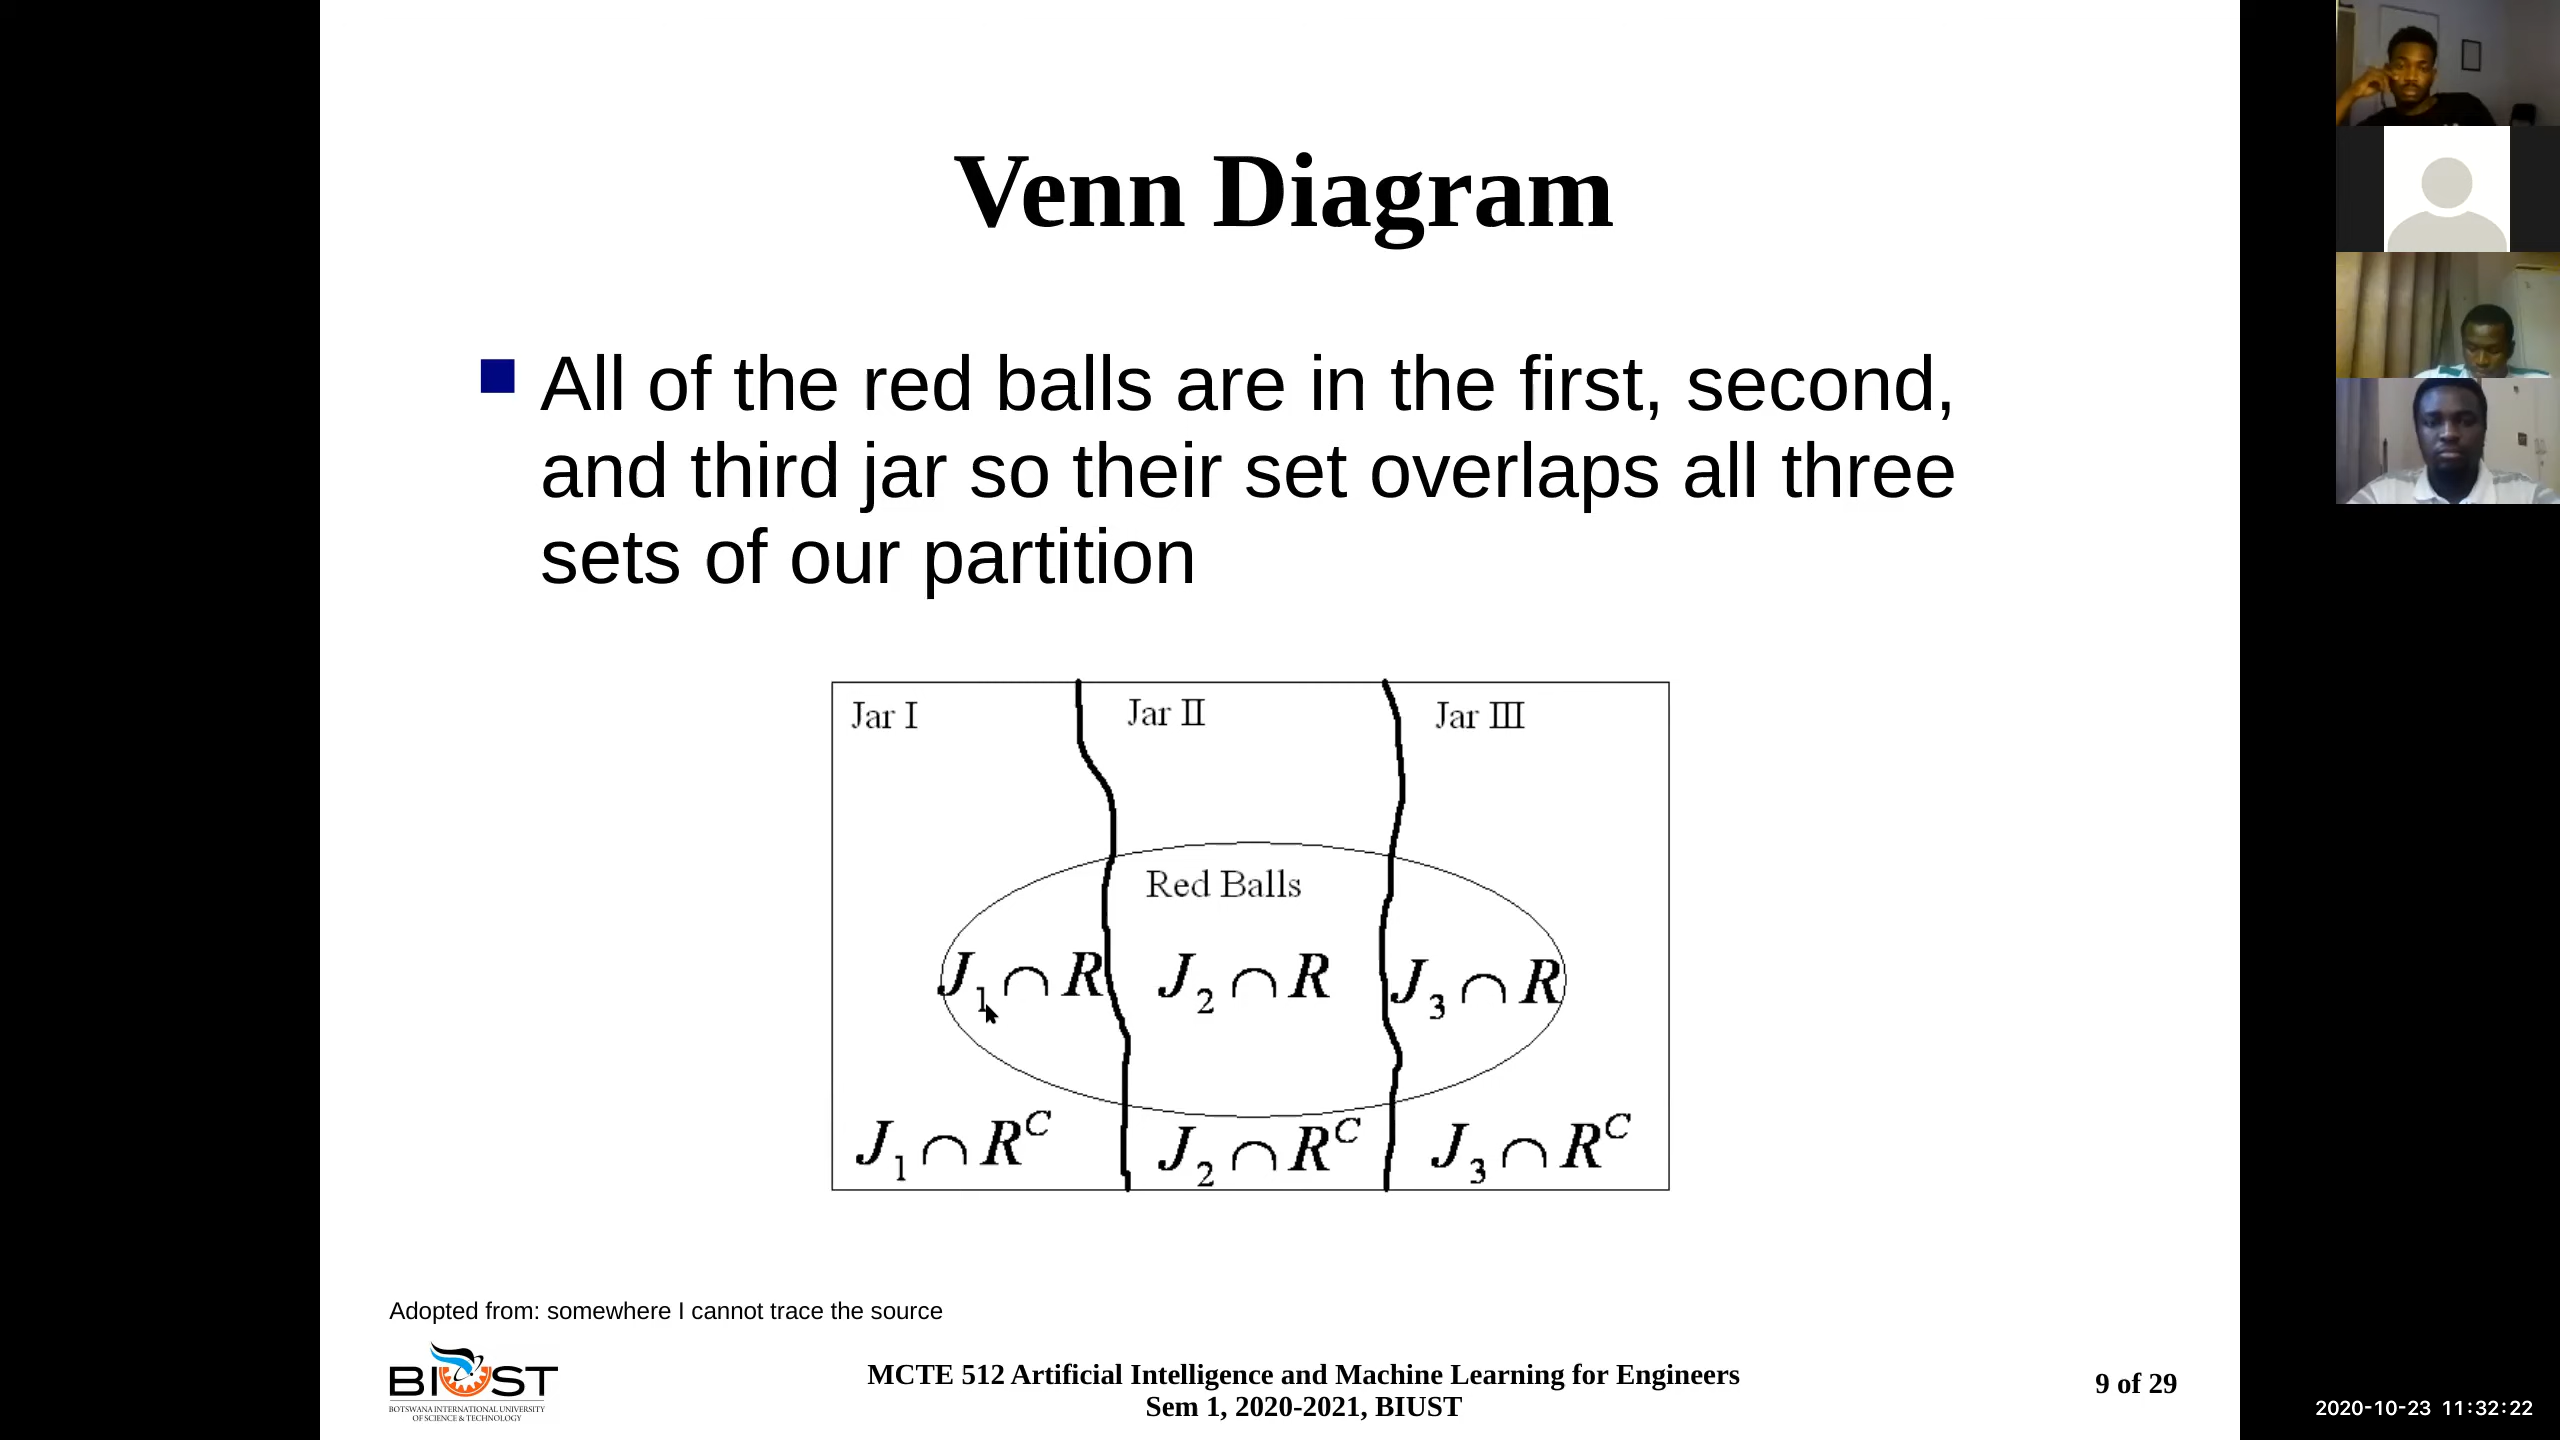 Venn Diagram
All of the red balls are in the first, second,
and third jar so their set overlaps all three
sets of our partition
Jar I
Jar II
Jar III
Red Balls
J₁ ∩ R
J₂ ∩ R
J₃ ∩ R
J₁ ∩ Rᶜ
J₂ ∩ Rᶜ
J₃ ∩ Rᶜ
Adopted from: somewhere I cannot trace the source
BIUST
BOTSWANA INTERNATIONAL UNIVERSITY
OF SCIENCE & TECHNOLOGY
MCTE 512 Artificial Intelligence and Machine Learning for Engineers
Sem 1, 2020-2021, BIUST
9 of 29
2020-10-23 11:32:22